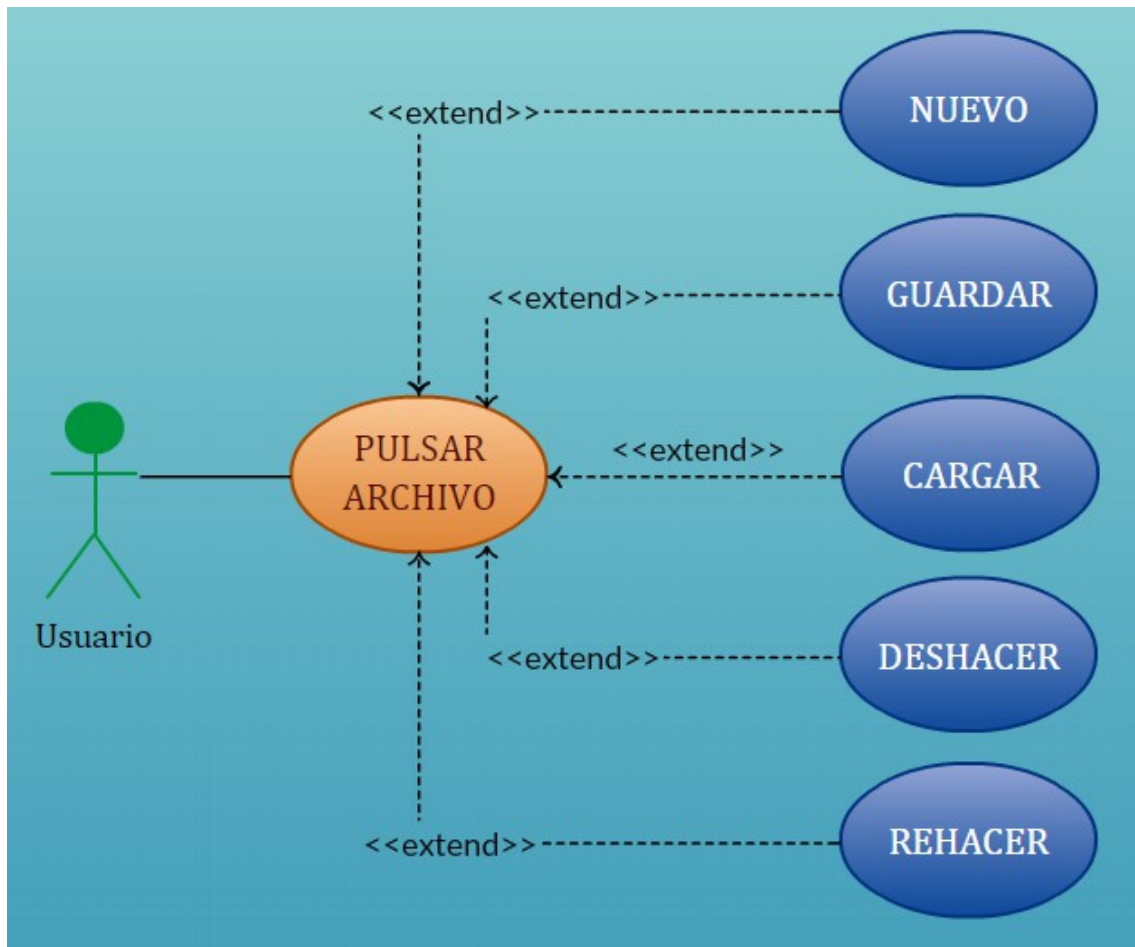 <<extend>>
NUEVO
<<extend>>
GUARDAR
PULSAR
ARCHIVO
<<extend>>
CARGAR
Usuario
<<extend>>
DESHACER
<<extend>>
REHACER